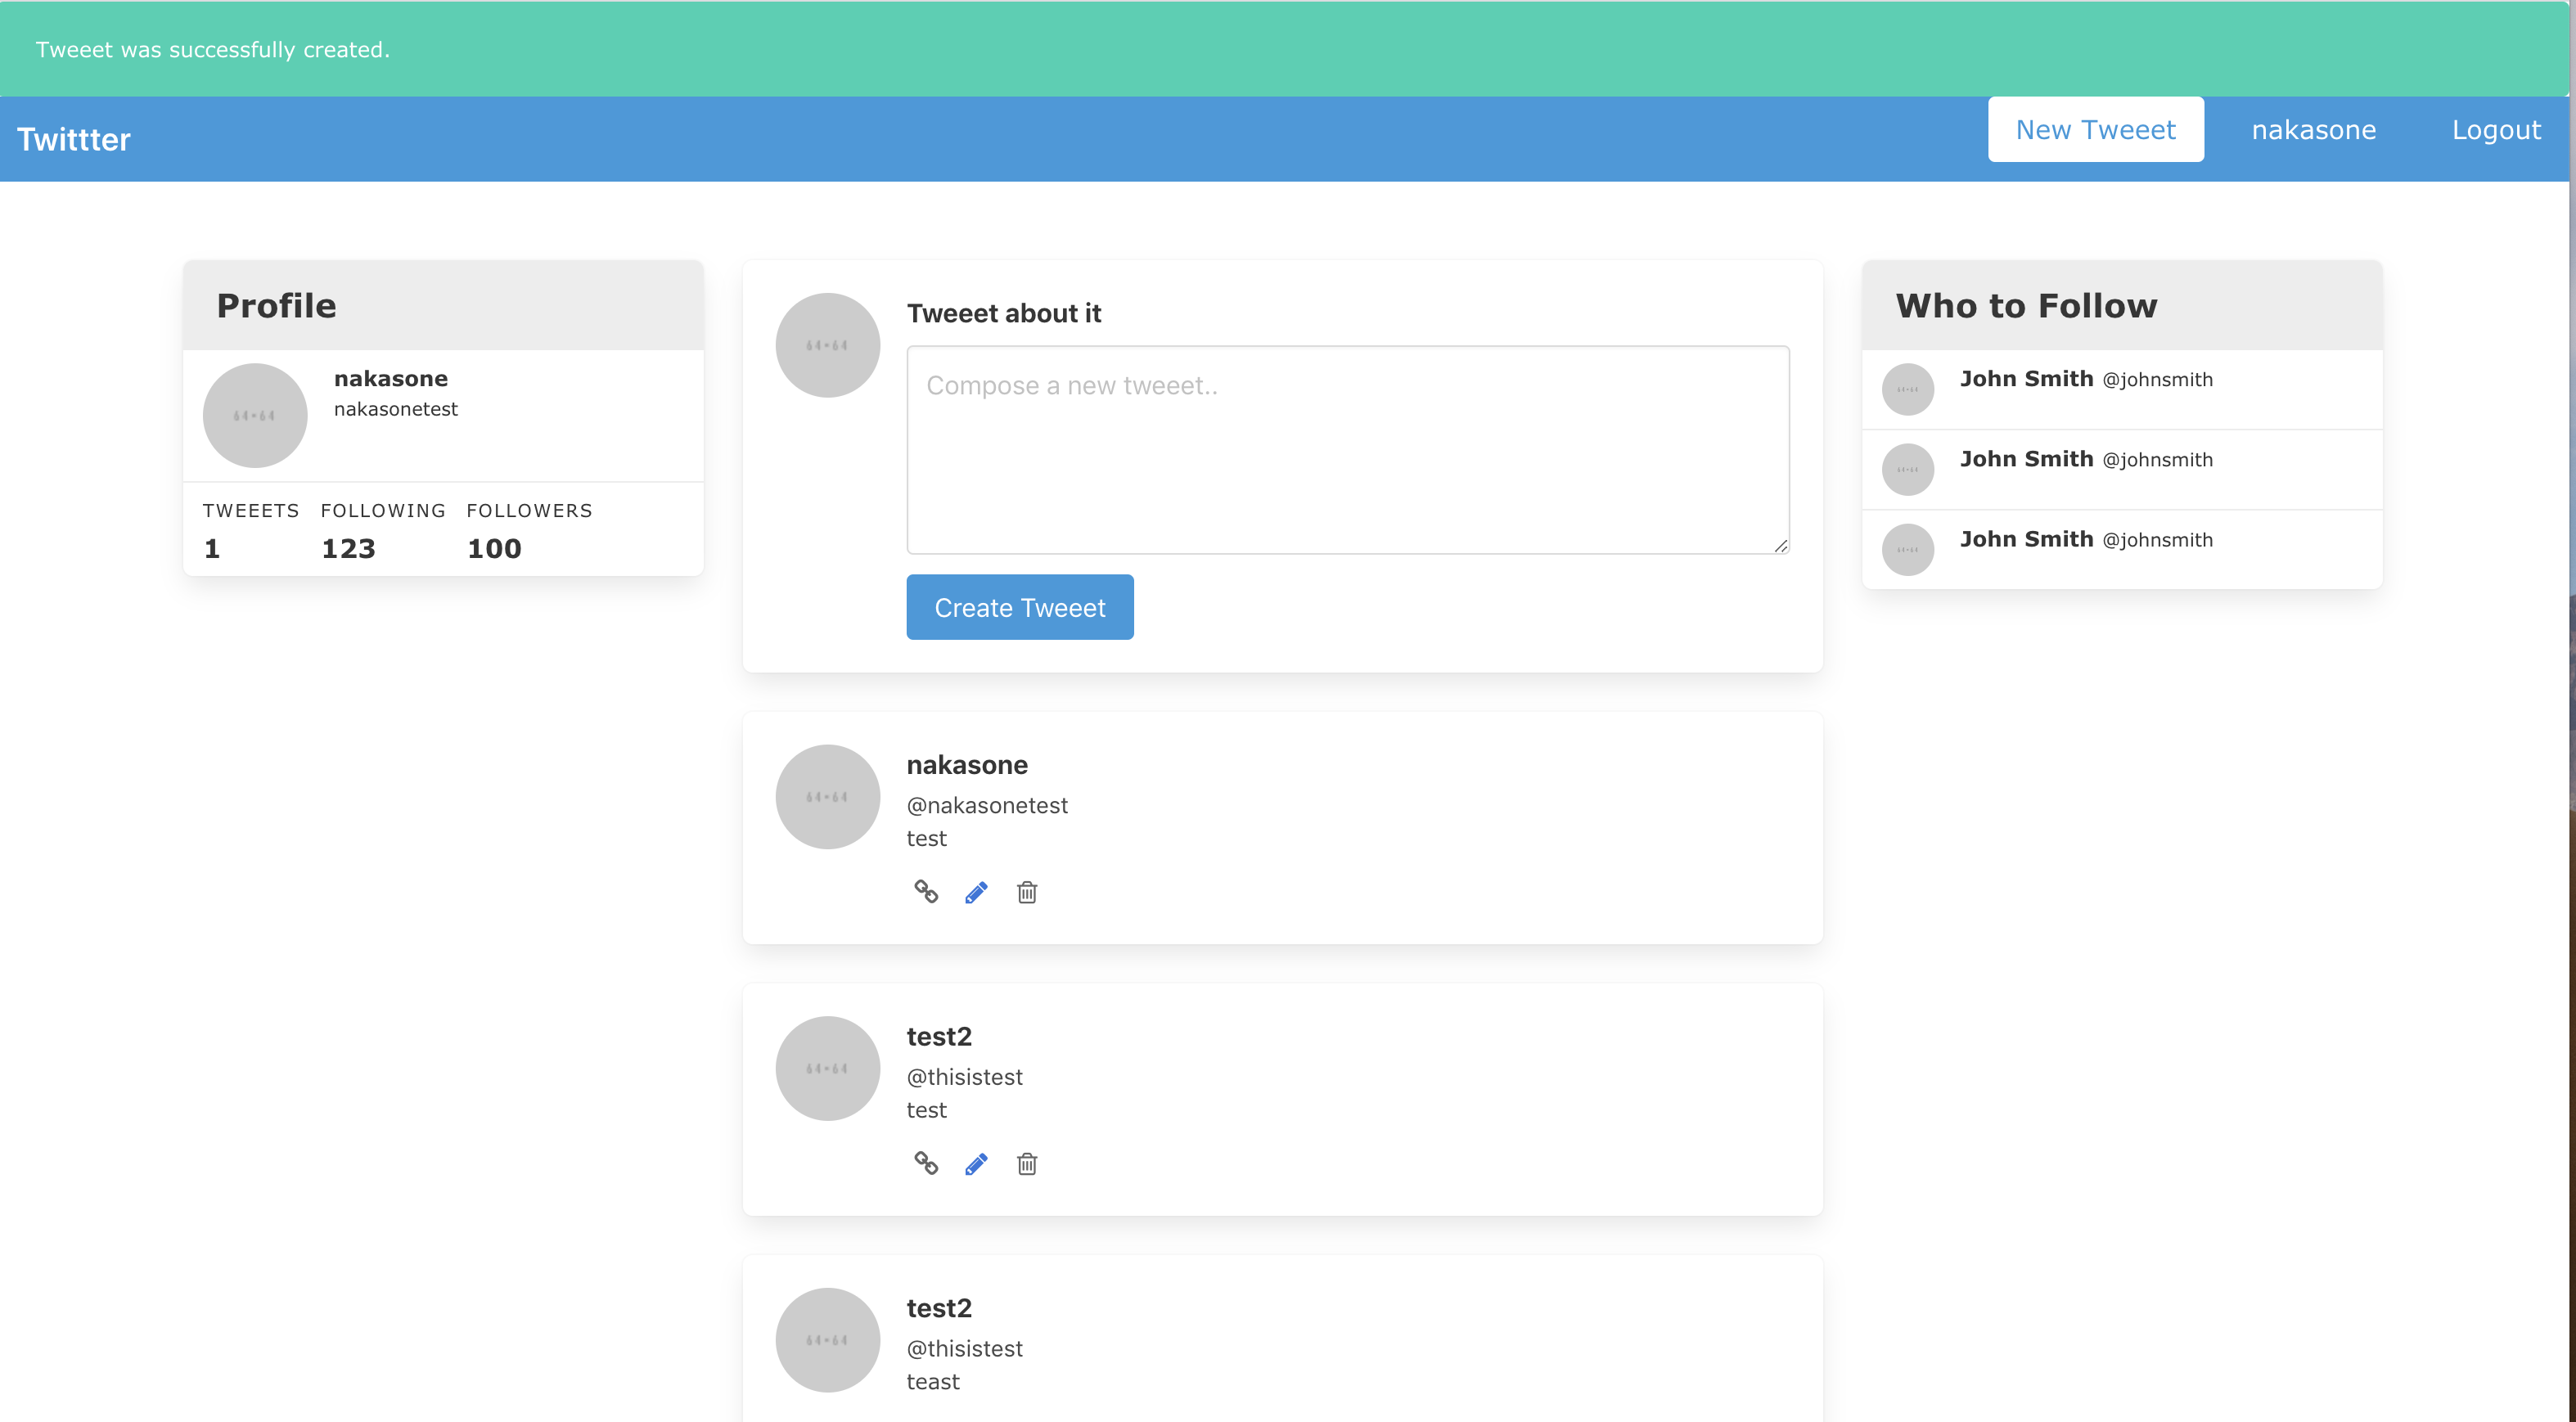 Tweeet was successfully created.
Twittter
New Tweeet
nakasone
Logout
Profile
nakasone
nakasonetest
TWEEETS FOLLOWING FOLLOWERS
1 123 100
Tweeet about it
64×64
64×64
Compose a new tweeet..
Create Tweeet
Who to Follow
John Smith @johnsmith
John Smith @johnsmith
John Smith @johnsmith
64×64
nakasone
@nakasonetest
test
64×64
test2
@thisistest
test
64×64
test2
@thisistest
teast